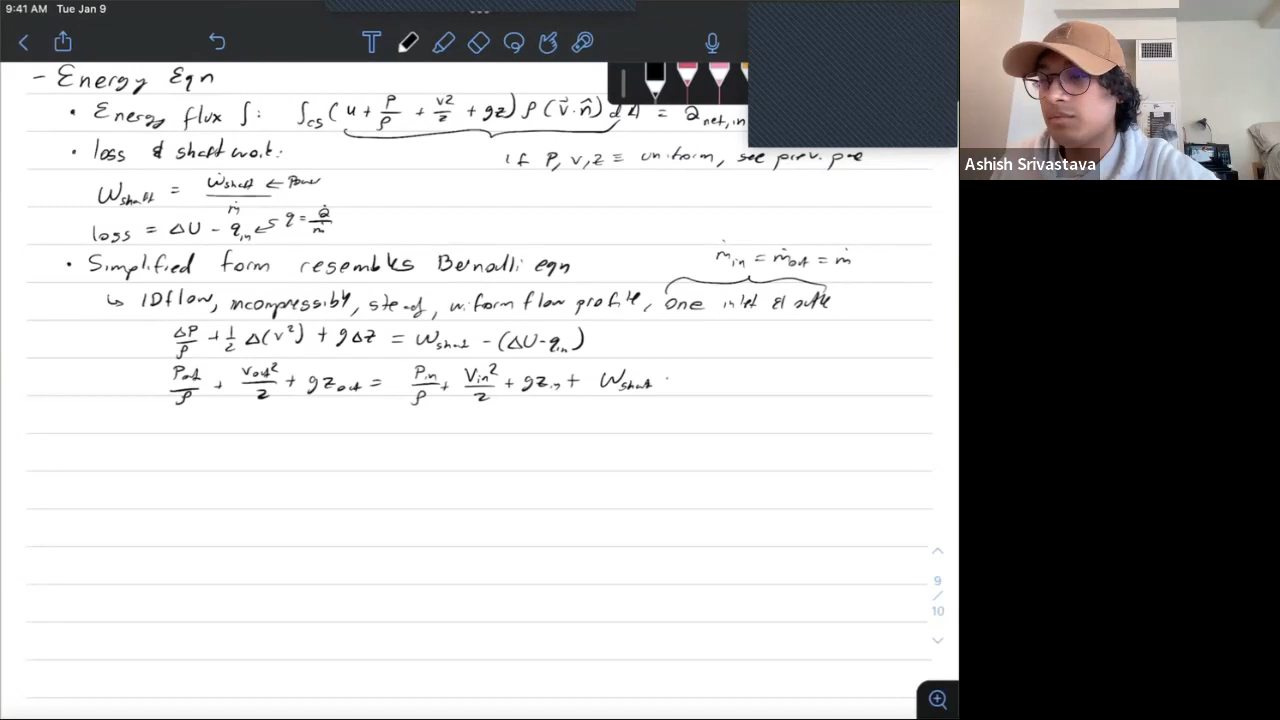 9:41 AM Tue Jan 9
- Energy Eqn
• Energy flux ∫: ∫cs (u + P/ρ + v²/2 + gz) ρ (v⃗·n̂) dA = Q̇net,in
• loss & shaft work:
if P, v, z ≡ uniform, see prev. page
Wshaft = Ẇshaft/ṁ ← Power
loss = ΔU - qin ← q = Q̇/ṁ
• Simplified form resembles Bernoulli eqn
ṁin = ṁout = ṁ
↳ 1D flow, incompressibly, steady, uniform flow profile, one inlet & outlet
ΔP/ρ + 1/2 Δ(v²) + gΔz = Wshaft - (ΔU - qin)
Pout/ρ + Vout²/2 + gzout = Pin/ρ + Vin²/2 + gzin + Wshaft
9
/
10
Ashish Srivastava